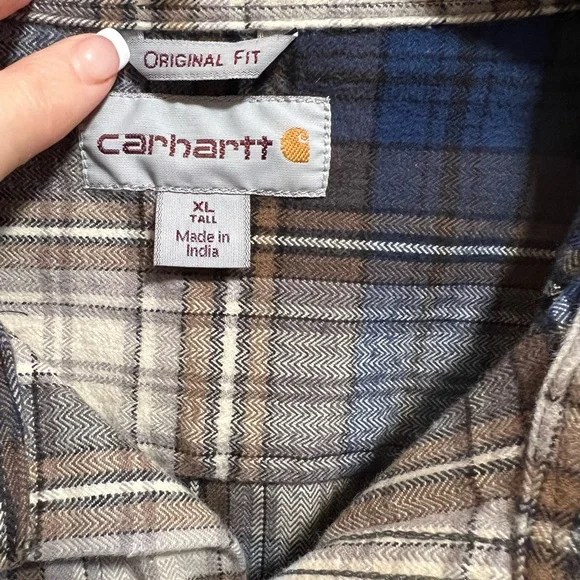 ORIGINAL FIT
carhartt
XL
TALL
Made in
India